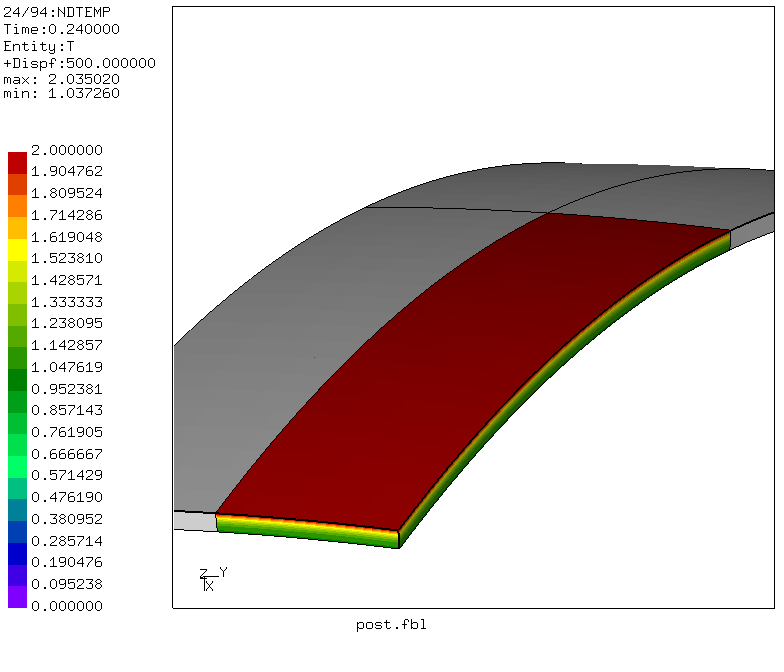 24/94:NDTEMP
Time:0.240000
Entity:T
+Dispf:500.000000
max: 2.035020
min: 1.037260
2.000000
1.904762
1.809524
1.714286
1.619048
1.523810
1.428571
1.333333
1.238095
1.142857
1.047619
0.952381
0.857143
0.761905
0.666667
0.571429
0.476190
0.380952
0.285714
0.190476
0.095238
0.000000
Z Y
X
post.fbl